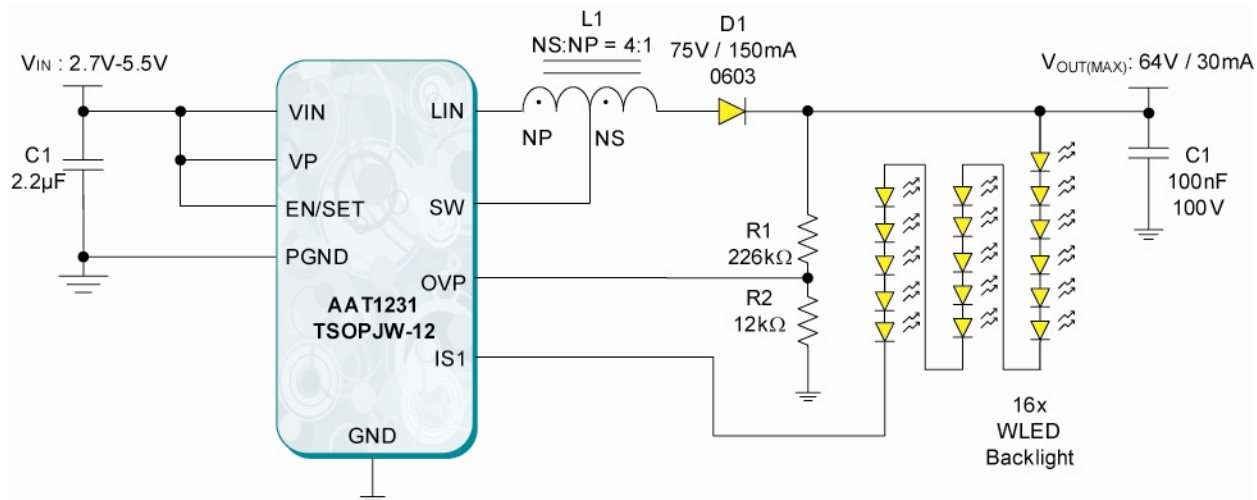 VIN : 2.7V-5.5V
C1
2.2µF
VIN
VP
EN/SET
PGND
LIN
SW
OVP
IS1
GND
AAT1231
TSOPJW-12
L1
NS:NP = 4:1
NP
NS
D1
75V / 150mA
0603
VOUT(MAX): 64V / 30mA
R1
226kΩ
R2
12kΩ
C1
100nF
100V
16x
WLED
Backlight